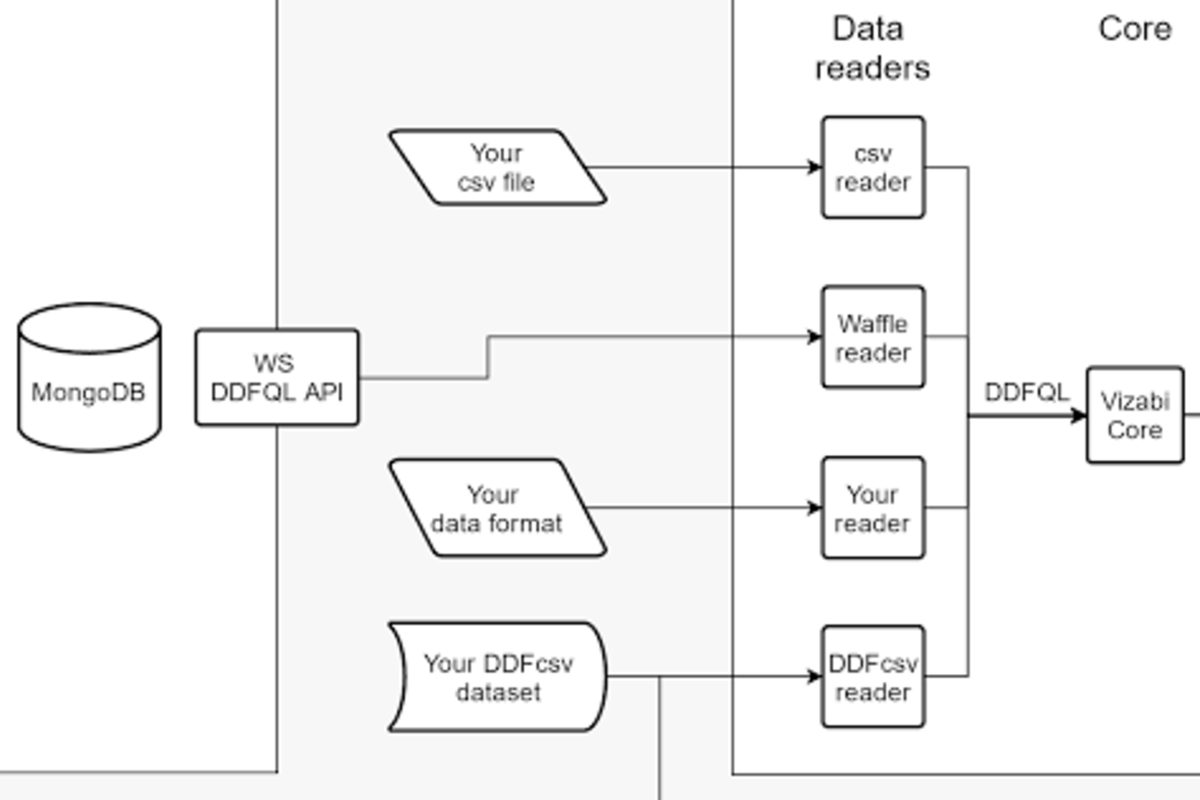 Data
readers
Core
Your
csv file
csv
reader
MongoDB
WS
DDFQL API
Waffle
reader
DDFQL
Vizabi
Core
Your
data format
Your
reader
Your DDFcsv
dataset
DDFcsv
reader